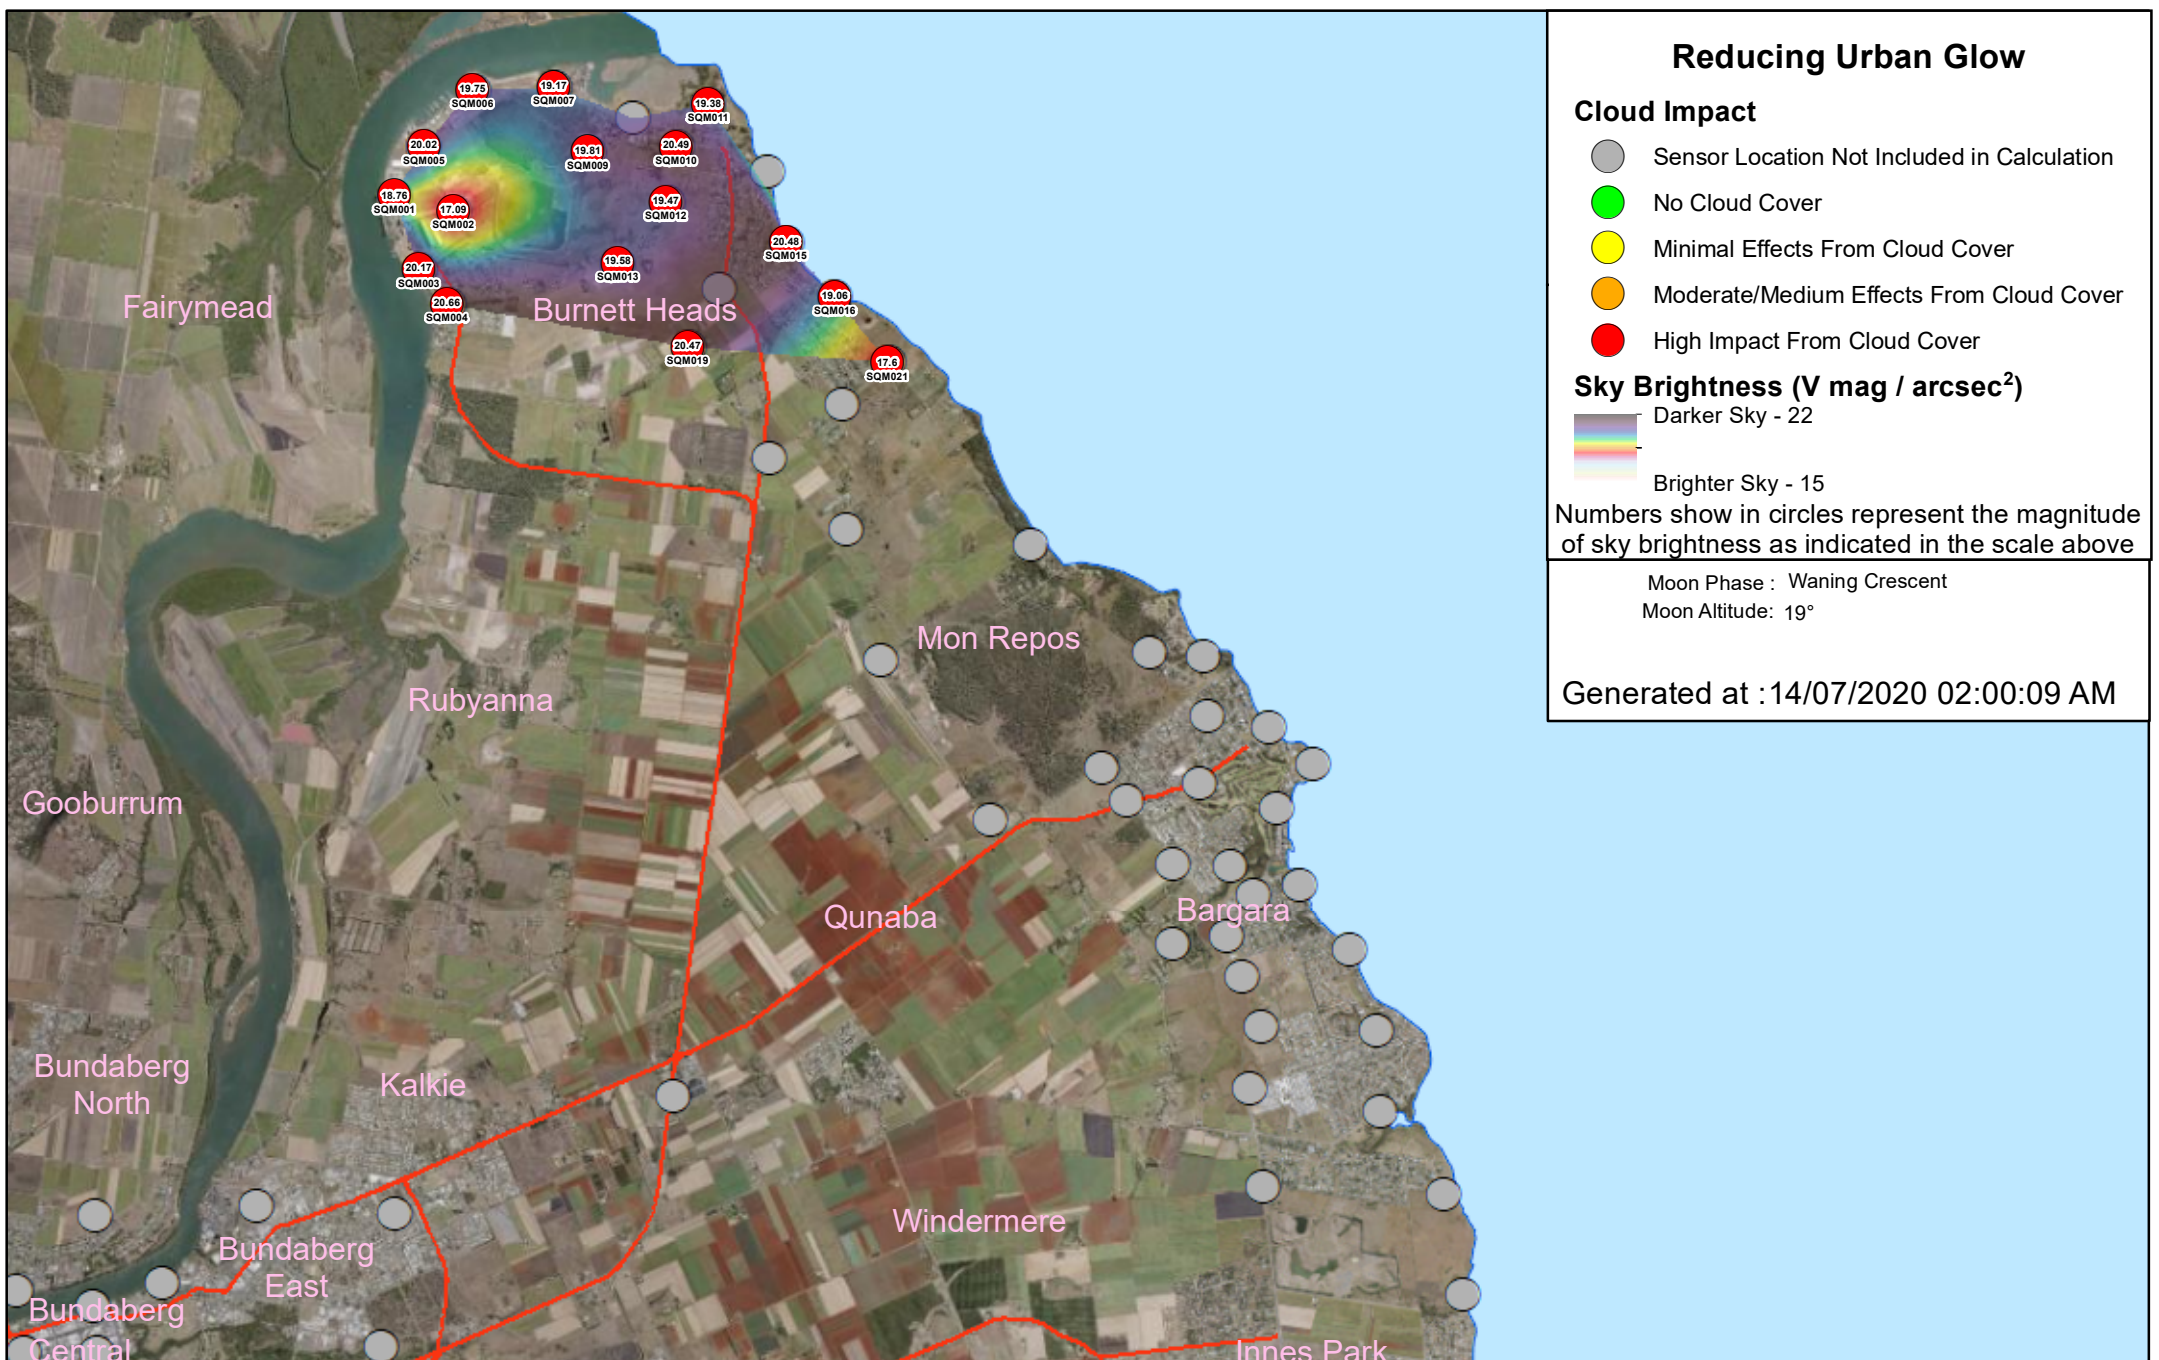 Reducing Urban Glow
Cloud Impact
Sensor Location Not Included in Calculation
No Cloud Cover
Minimal Effects From Cloud Cover
Moderate/Medium Effects From Cloud Cover
High Impact From Cloud Cover
Sky Brightness (V mag / arcsec²)
Darker Sky - 22
Brighter Sky - 15
Numbers show in circles represent the magnitude
of sky brightness as indicated in the scale above
Moon Phase : Waning Crescent
Moon Altitude: 19°
Generated at :14/07/2020 02:00:09 AM
19.75
SQM006
19.17
SQM007
19.38
SQM011
20.02
SQM005
19.81
SQM009
20.49
SQM010
18.76
SQM001
17.09
SQM002
19.47
SQM012
20.48
SQM015
20.17
SQM003
19.58
SQM013
20.66
SQM004
19.06
SQM016
20.47
SQM019
17.6
SQM021
Fairymead
Burnett Heads
Mon Repos
Rubyanna
Gooburrum
Qunaba
Bargara
Bundaberg
North
Kalkie
Windermere
Bundaberg
East
Bundaberg
Central
Innes Park